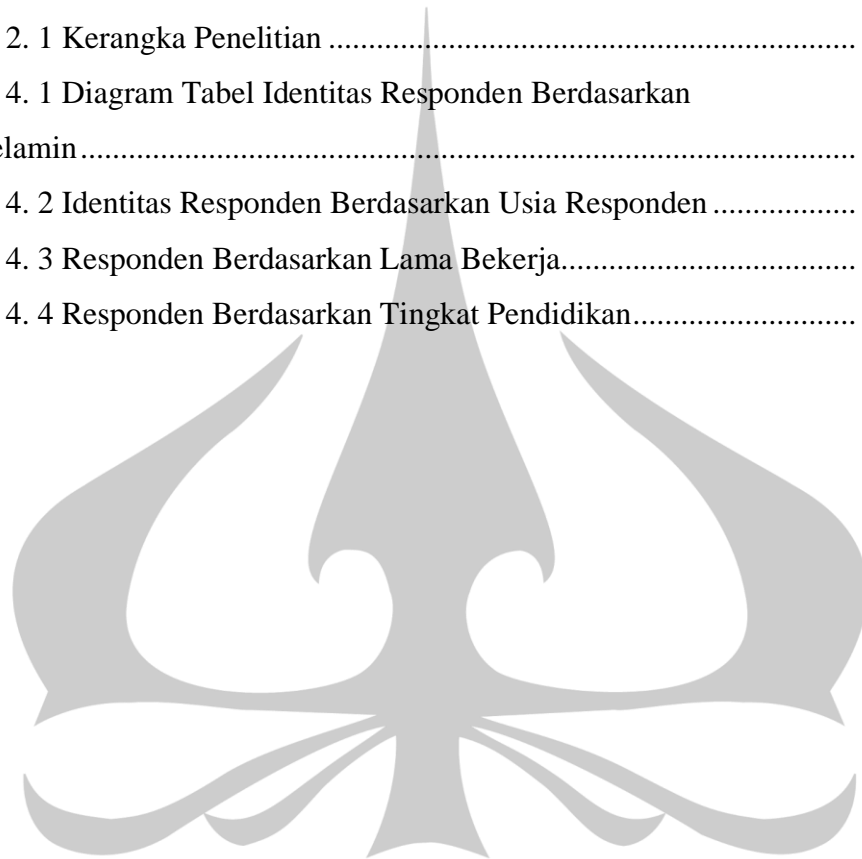 2. 1 Kerangka Penelitian ..................................................................
4. 1 Diagram Tabel Identitas Responden Berdasarkan
elamin.................................................................................................
4. 2 Identitas Responden Berdasarkan Usia Responden ..................
4. 3 Responden Berdasarkan Lama Bekerja.....................................
4. 4 Responden Berdasarkan Tingkat Pendidikan............................